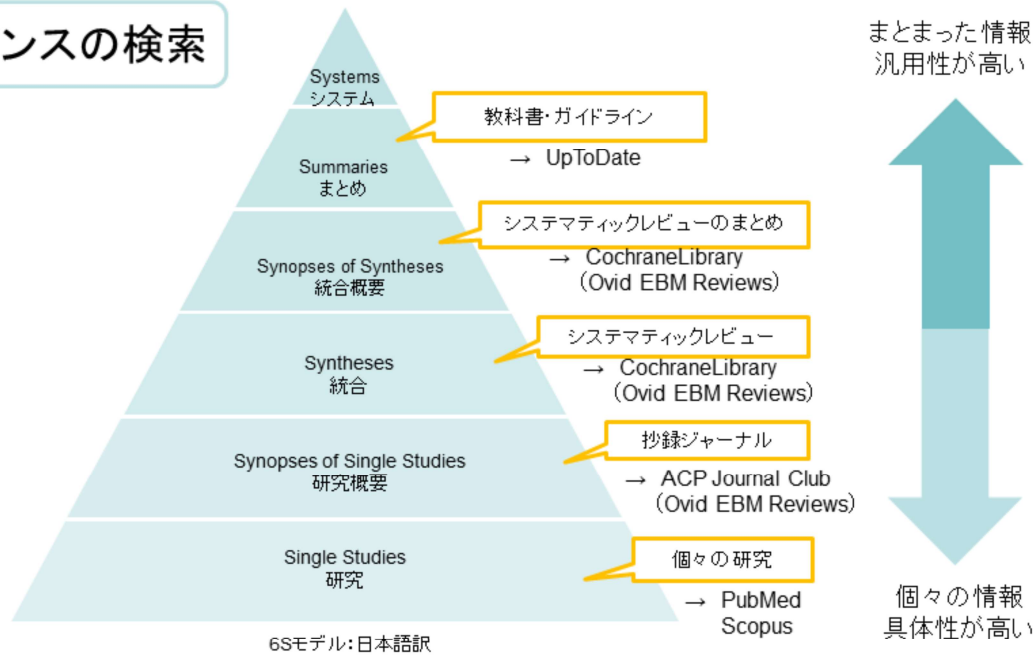 ンスの検索
Systems
システム
教科書・ガイドライン
→ UpToDate
Summaries
まとめ
システマティックレビューのまとめ
→ CochraneLibrary
（Ovid EBM Reviews）
Synopses of Syntheses
統合概要
システマティックレビュー
→ CochraneLibrary
（Ovid EBM Reviews）
Syntheses
統合
抄録ジャーナル
→ ACP Journal Club
（Ovid EBM Reviews）
Synopses of Single Studies
研究概要
個々の研究
→ PubMed
Scopus
Single Studies
研究
6Sモデル：日本語訳
まとまった情報
汎用性が高い
個々の情報
具体性が高い